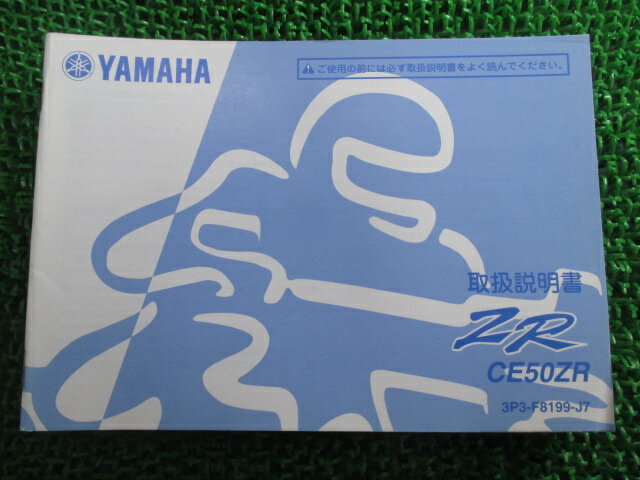 YAMAHA
ご使用の前には必ず取扱説明書をよく読んでください。
取扱説明書
ZR
CE50ZR
3P3-F8199-J7